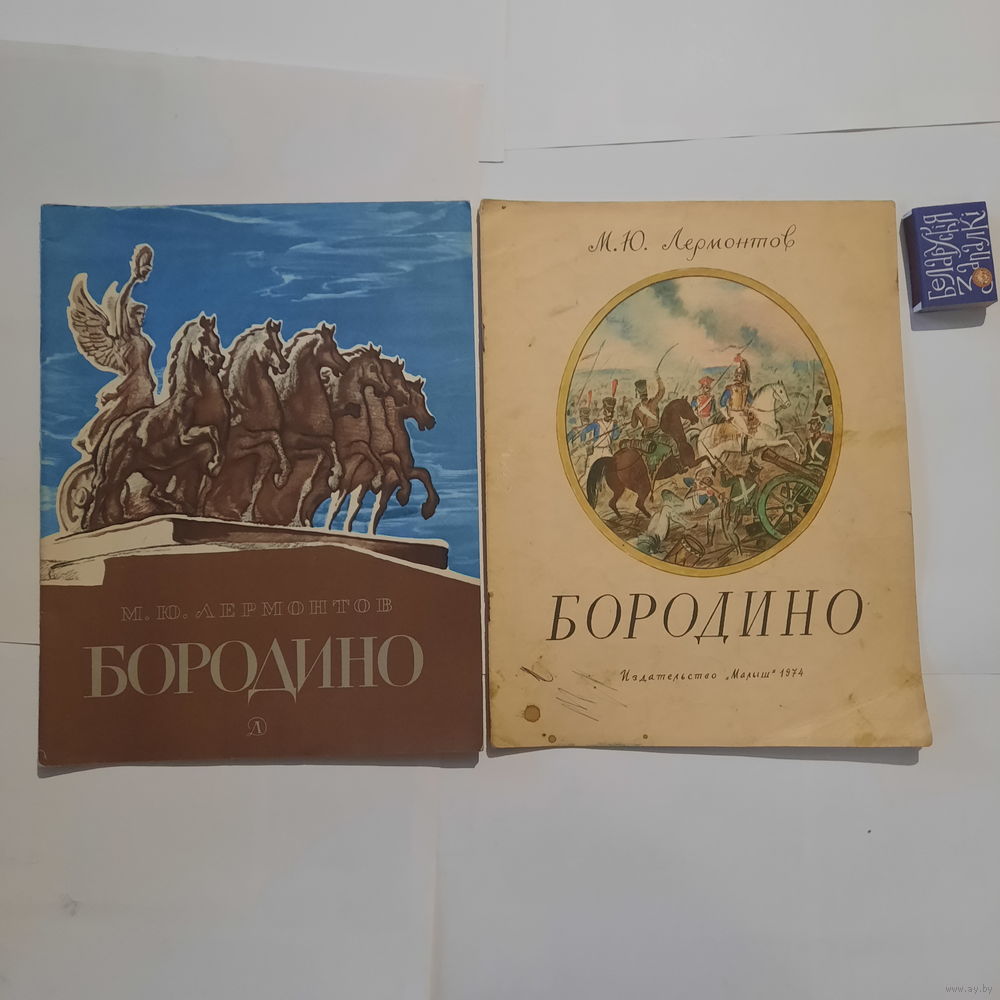 М.Ю. ЛЕРМОНТОВ
БОРОДИНО
М.Ю. Лермонтов
БОРОДИНО
Издательство „Малыш" 1974
БЕЛАРУСКІЯ
ЗАПАЛКІ
www.ay.by